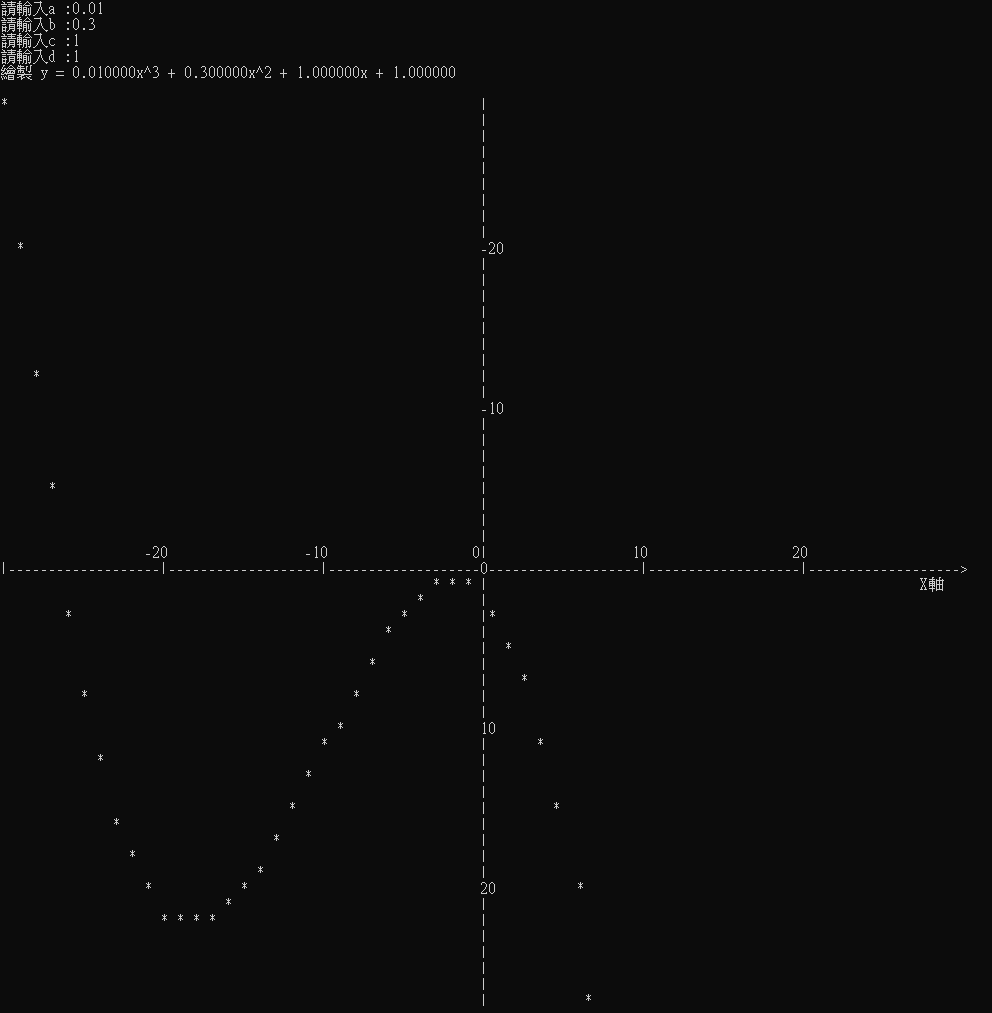 請輸入a :0.01
請輸入b :0.3
請輸入c :1
請輸入d :1
繪製 y = 0.010000x^3 + 0.300000x^2 + 1.000000x + 1.000000
-20
-10
-20 -10 0 10 20
0
X軸
10
20